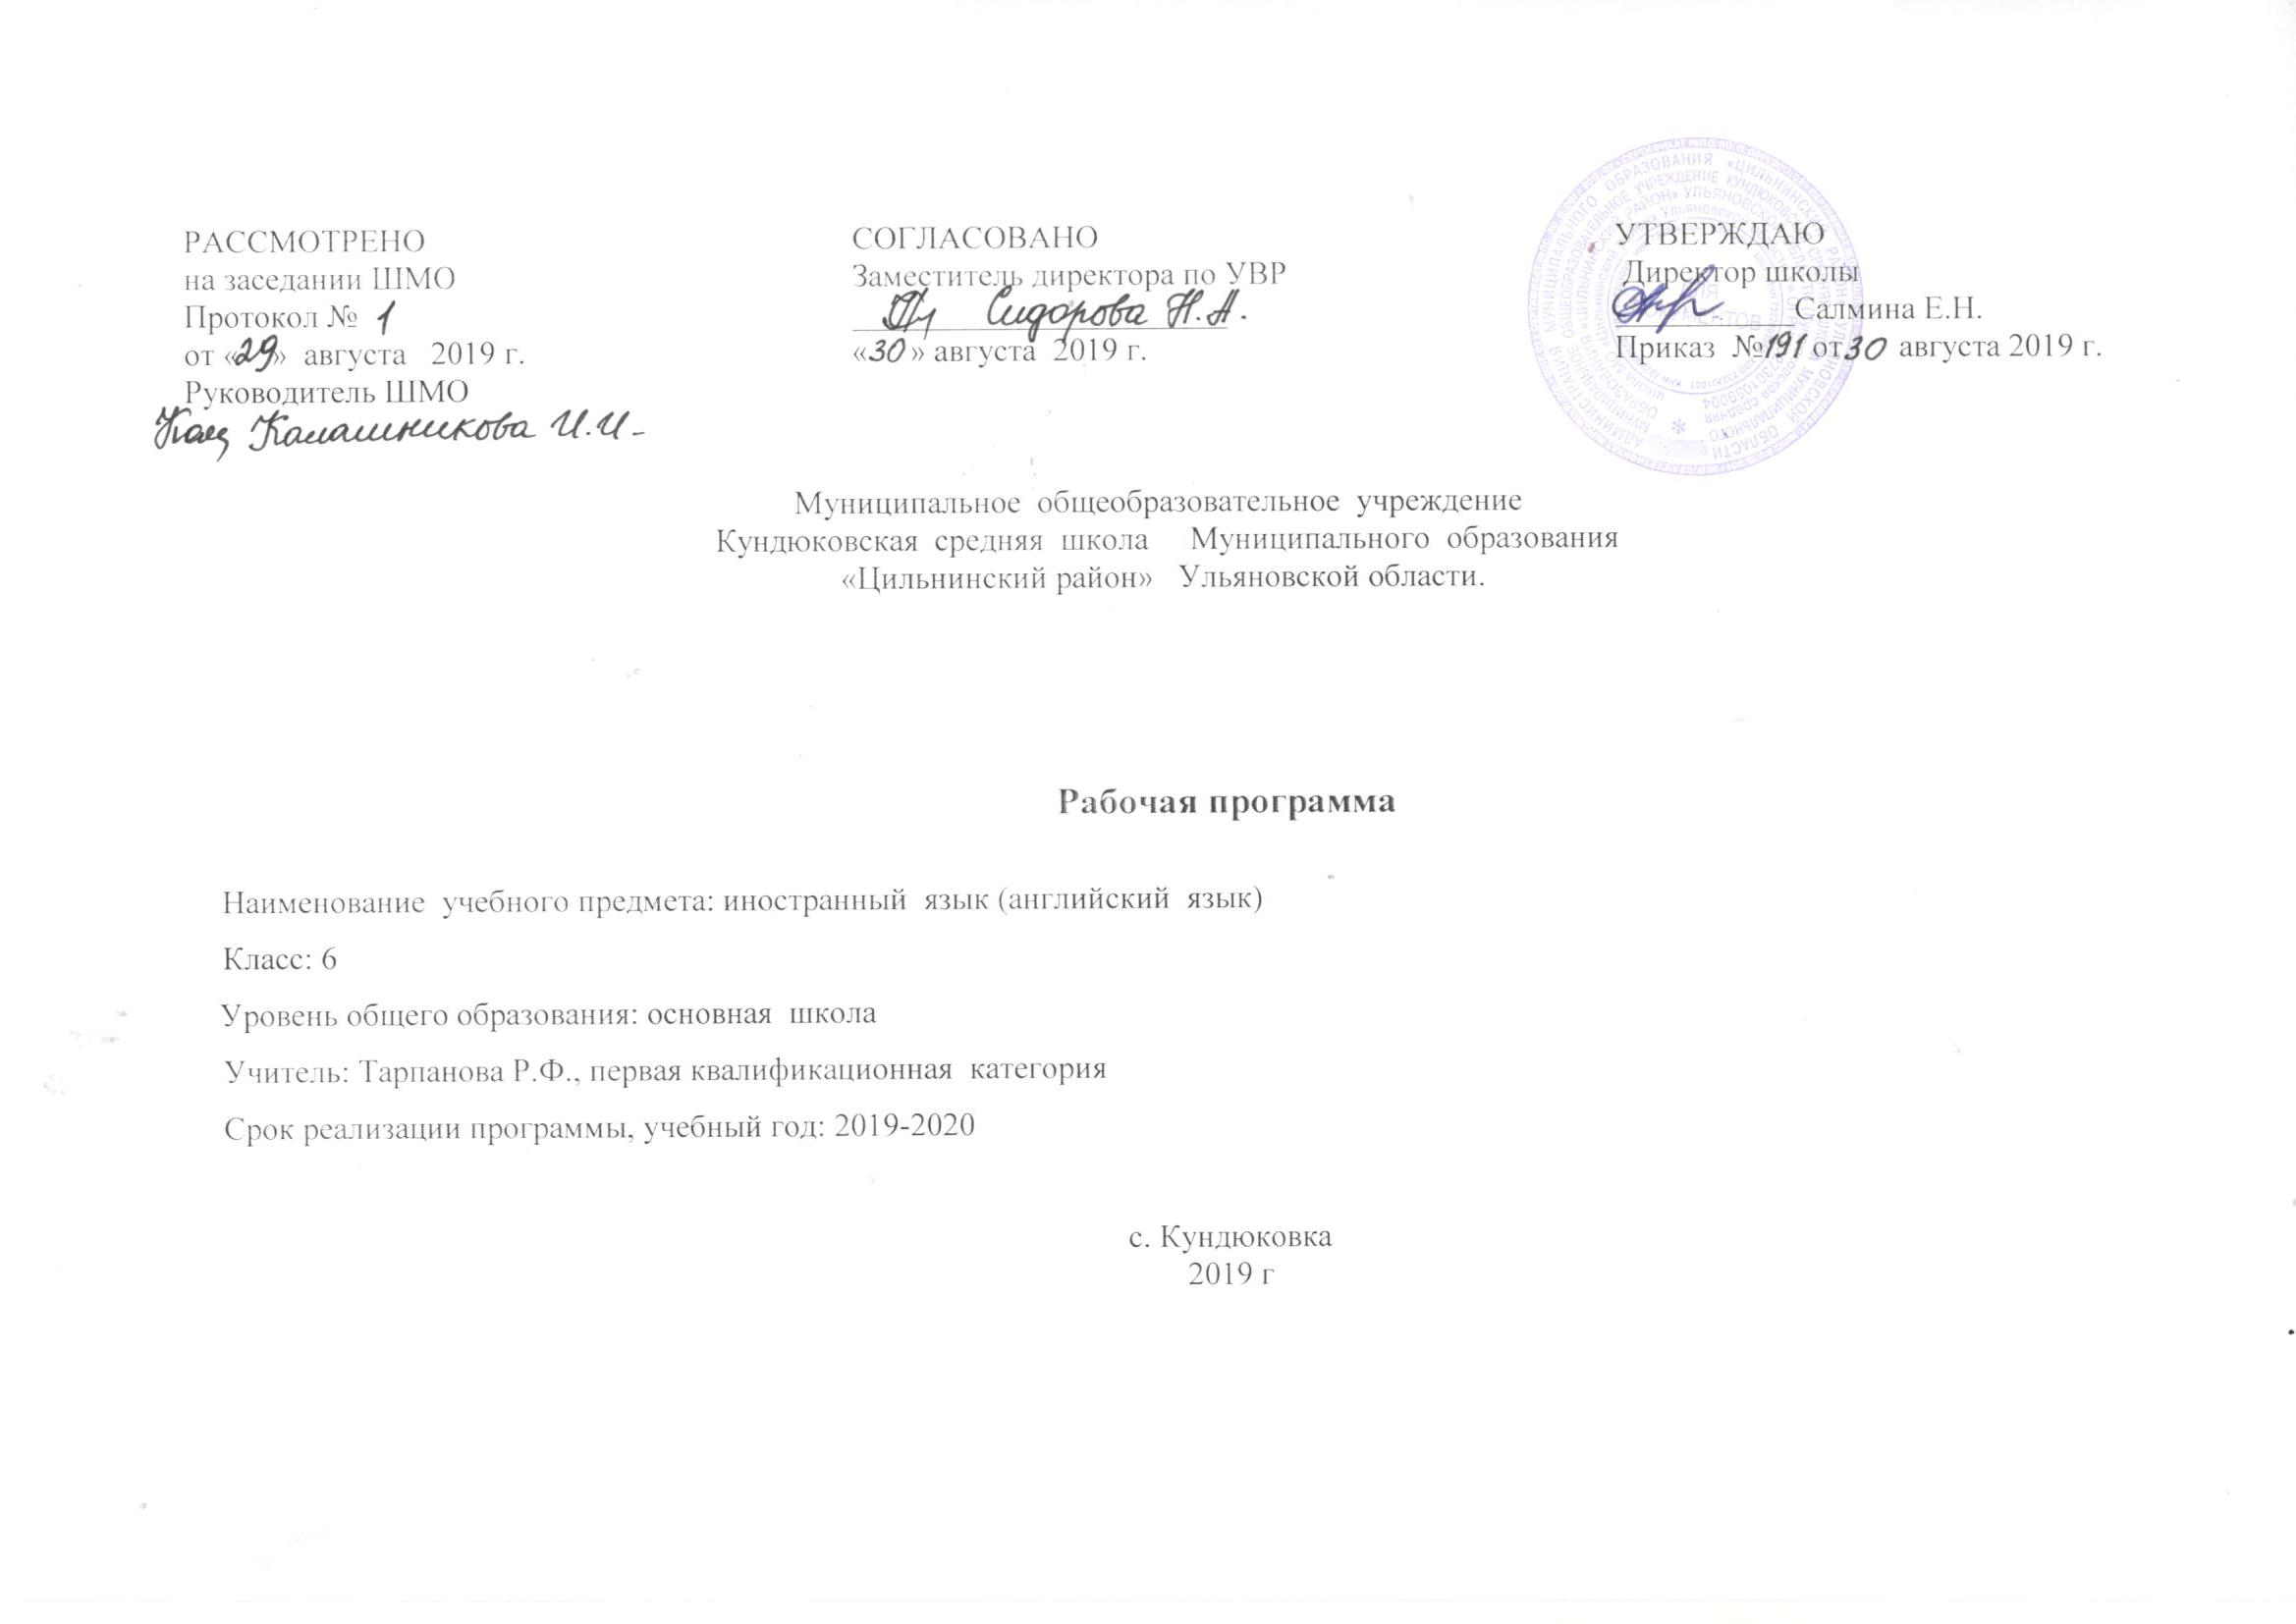 РАССМОТРЕНО
на заседании ШМО
Протокол № 1
от «29» августа 2019 г.
Руководитель ШМО
Калашникова И.И.
СОГЛАСОВАНО
Заместитель директора по УВР
Сидорова Н.А.
«30» августа 2019 г.
УТВЕРЖДАЮ
Директор школы
Салмина Е.Н.
Приказ №191 от 30 августа 2019 г.
Муниципальное общеобразовательное учреждение
Кундюковская средняя школа Муниципального образования
«Цильнинский район» Ульяновской области.
Рабочая программа
Наименование учебного предмета: иностранный язык (английский язык)
Класс: 6
Уровень общего образования: основная школа
Учитель: Тарпанова Р.Ф., первая квалификационная категория
Срок реализации программы, учебный год: 2019-2020
с. Кундюковка
2019 г